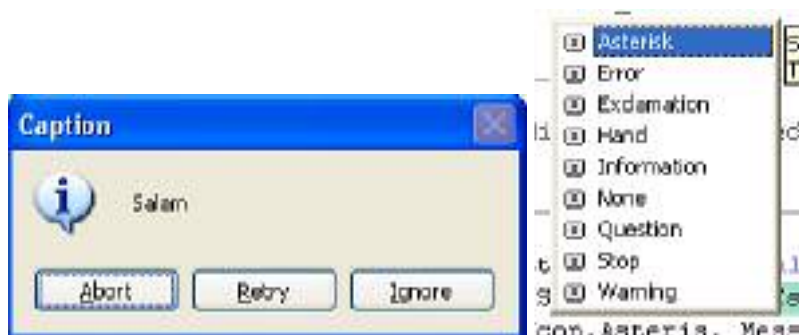 Caption
Salam
Abort Retry Ignore
Asterisk
Error
Exclamation
Hand
Information
None
Question
Stop
Warning
con.Asteris. Mess